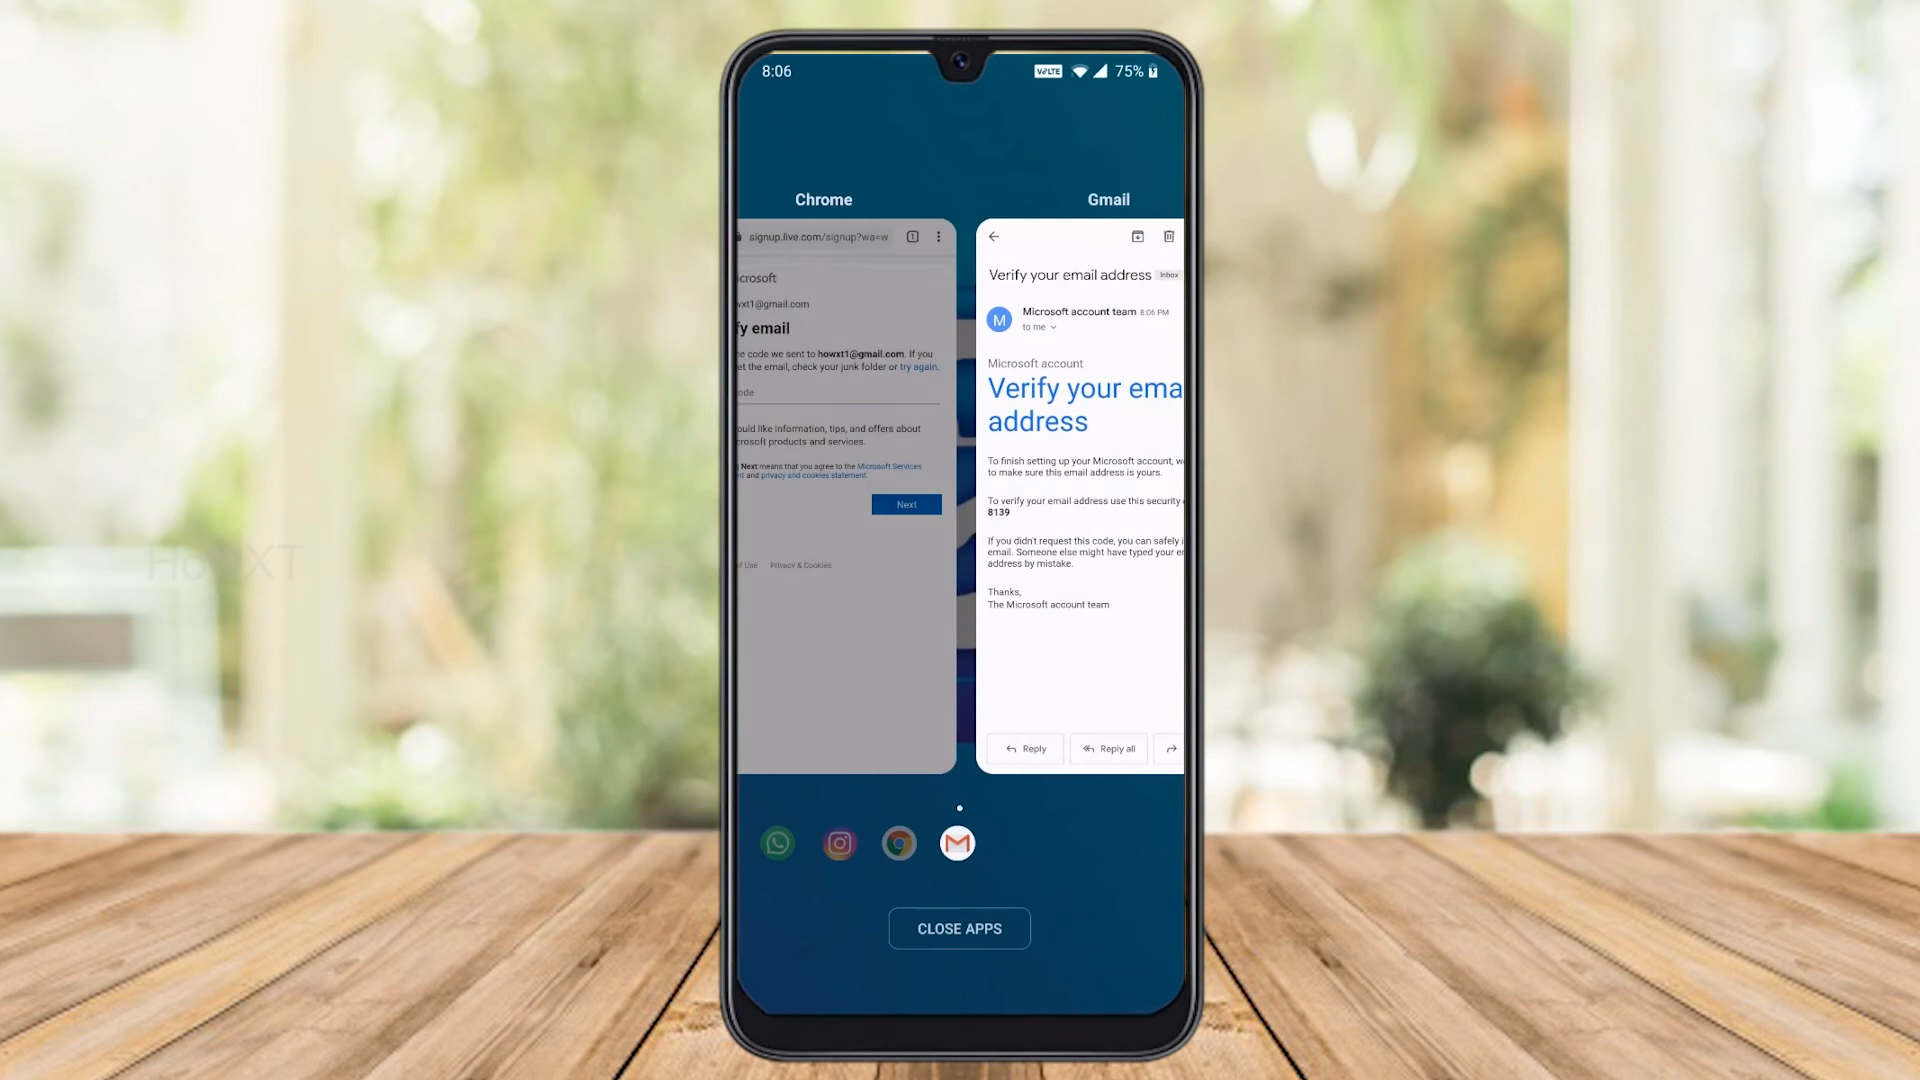 8:06
VoLTE
75%
Chrome
Gmail
signup.live.com/signup?wa=w
1
icrosoft
wxt1@gmail.com
fy email
e code we sent to howxt1@gmail.com. If you
et the email, check your junk folder or try again.
ode
ould like information, tips, and offers about
crosoft products and services.
Next means that you agree to the Microsoft Services
nt and privacy and cookies statement.
Next
of Use Privacy & Cookies
Verify your email address Inbox
M
Microsoft account team 8:06 PM
to me
Microsoft account
Verify your ema
address
To finish setting up your Microsoft account, w
to make sure this email address is yours.
To verify your email address use this security
8139
If you didn't request this code, you can safely i
email. Someone else might have typed your e
address by mistake.
Thanks,
The Microsoft account team
Reply
Reply all
HowXT
CLOSE APPS